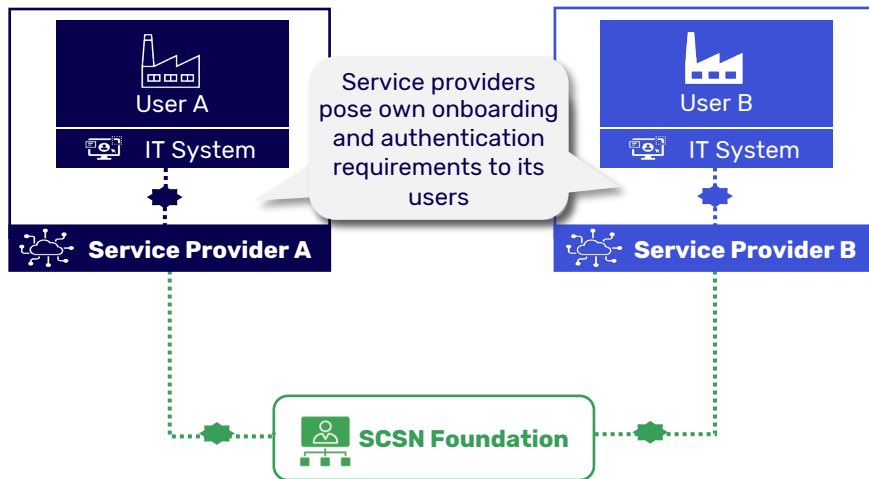 User A
IT System
Service Provider A
Service providers
pose own onboarding
and authentication
requirements to its
users
User B
IT System
Service Provider B
SCSN Foundation